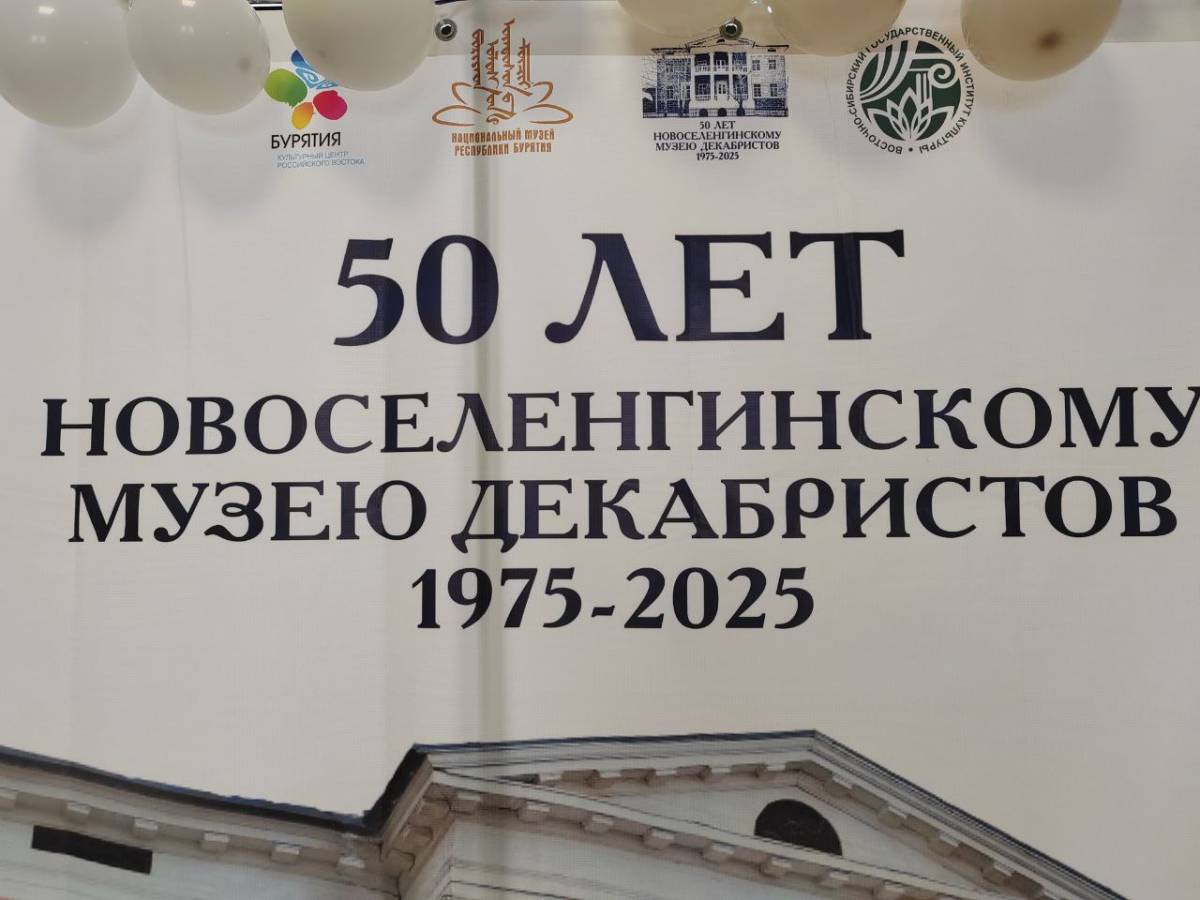 БУРЯТИЯ
КУЛЬТУРНЫЙ ЦЕНТР
РОССИЙСКОГО ВОСТОКА
НАЦИОНАЛЬНЫЙ МУЗЕЙ
РЕСПУБЛИКИ БУРЯТИЯ
50 ЛЕТ
НОВОСЕЛЕНГИНСКОМУ
МУЗЕЮ ДЕКАБРИСТОВ
1975-2025
ВОСТОЧНО-СИБИРСКИЙ ГОСУДАРСТВЕННЫЙ ИНСТИТУТ КУЛЬТУРЫ •
50 ЛЕТ
НОВОСЕЛЕНГИНСКОМУ
МУЗЕЮ ДЕКАБРИСТОВ
1975-2025